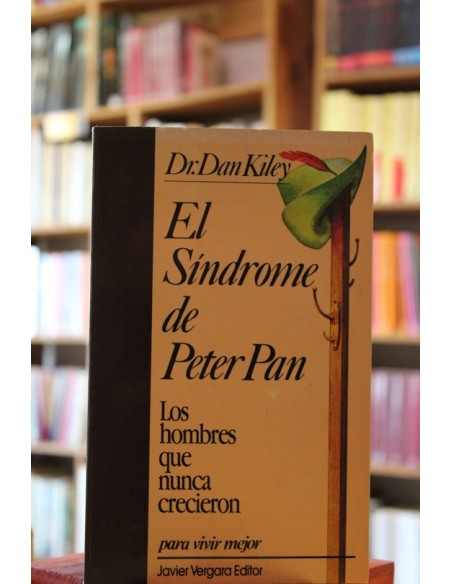 Dr. Dan Kiley
El
Síndrome
de
Peter Pan
Los
hombres
que
nunca
crecieron
para vivir mejor
Javier Vergara Editor